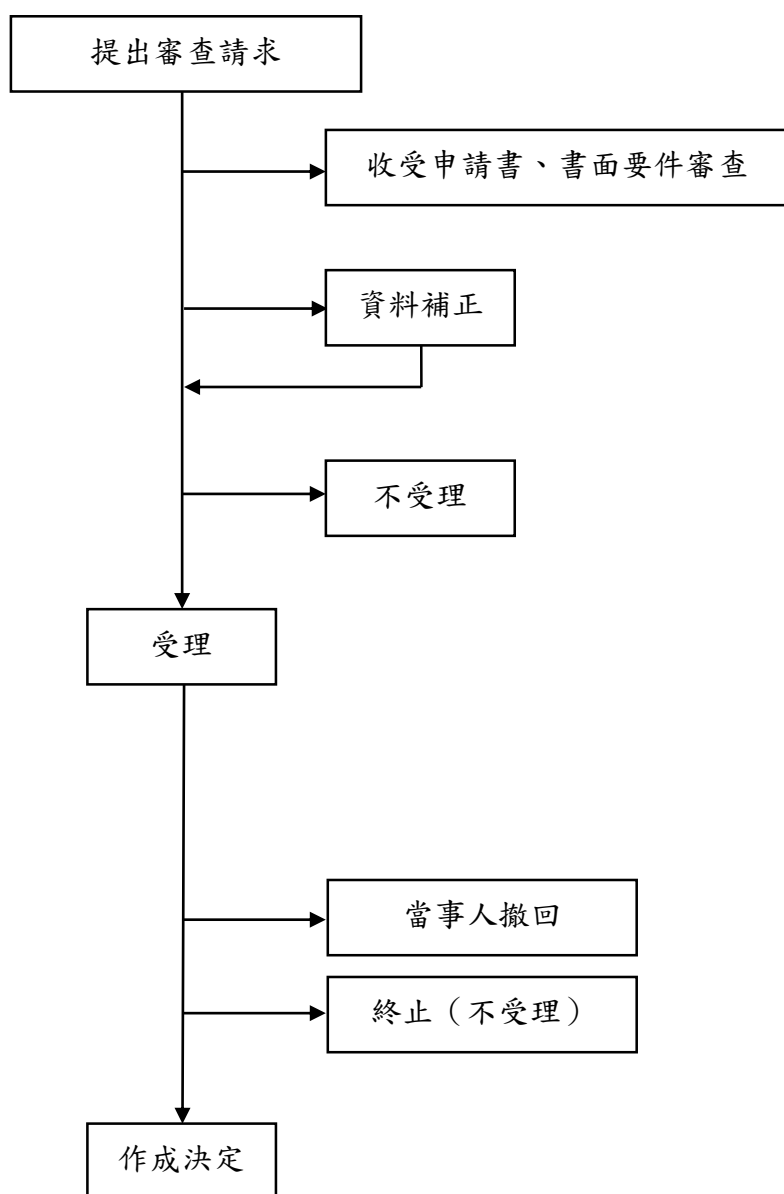 提出審查請求
收受申請書、書面要件審查
資料補正
不受理
受理
當事人撤回
終止（不受理）
作成決定